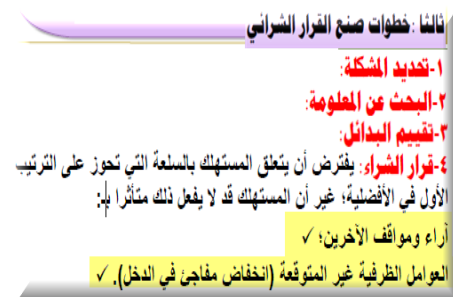 ثالثا :خطوات صنع القرار الشرائي
١-تحديد المشكلة:
٢-البحث عن المعلومة:
٣-تقييم البدائل:
٤-قرار الشراء: يفترض أن يتعلق المستهلك بالسلعة التي تحوز على الترتيب
الأول في الأفضلية؛ غير أن المستهلك قد لا يفعل ذلك متأثرا بـ:
آراء ومواقف الآخرين؛ ✓
العوامل الظرفية غير المتوقعة (انخفاض مفاجئ في الدخل). ✓